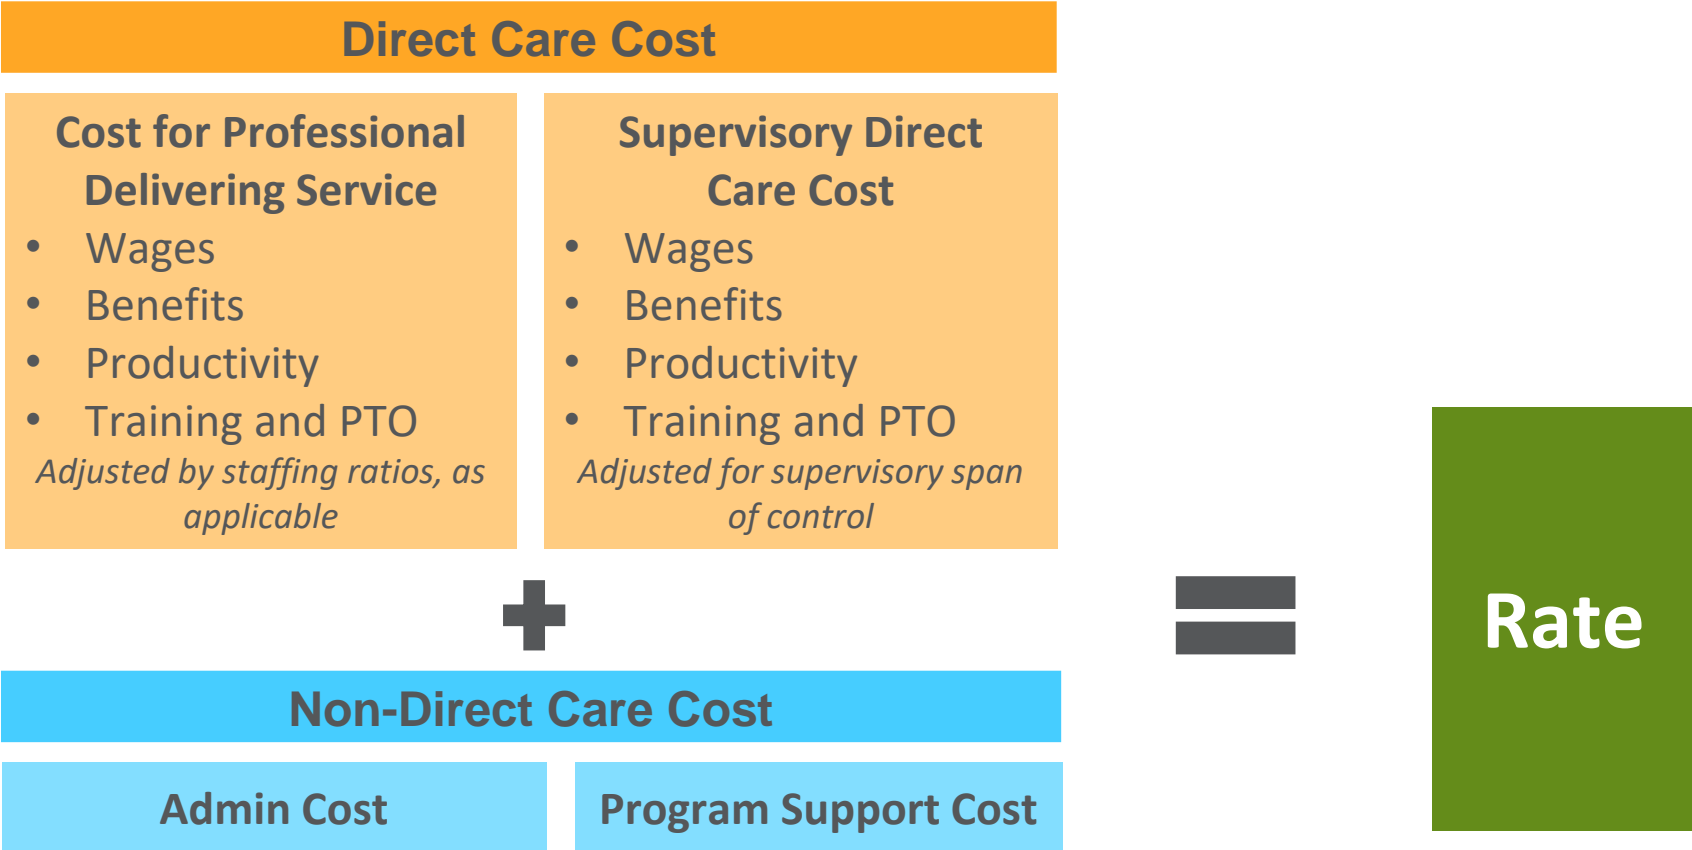 Direct Care Cost
Cost for Professional
Delivering Service
• Wages
• Benefits
• Productivity
• Training and PTO
Adjusted by staffing ratios, as
applicable
Supervisory Direct
Care Cost
• Wages
• Benefits
• Productivity
• Training and PTO
Adjusted for supervisory span
of control
Non-Direct Care Cost
Admin Cost
Program Support Cost
Rate